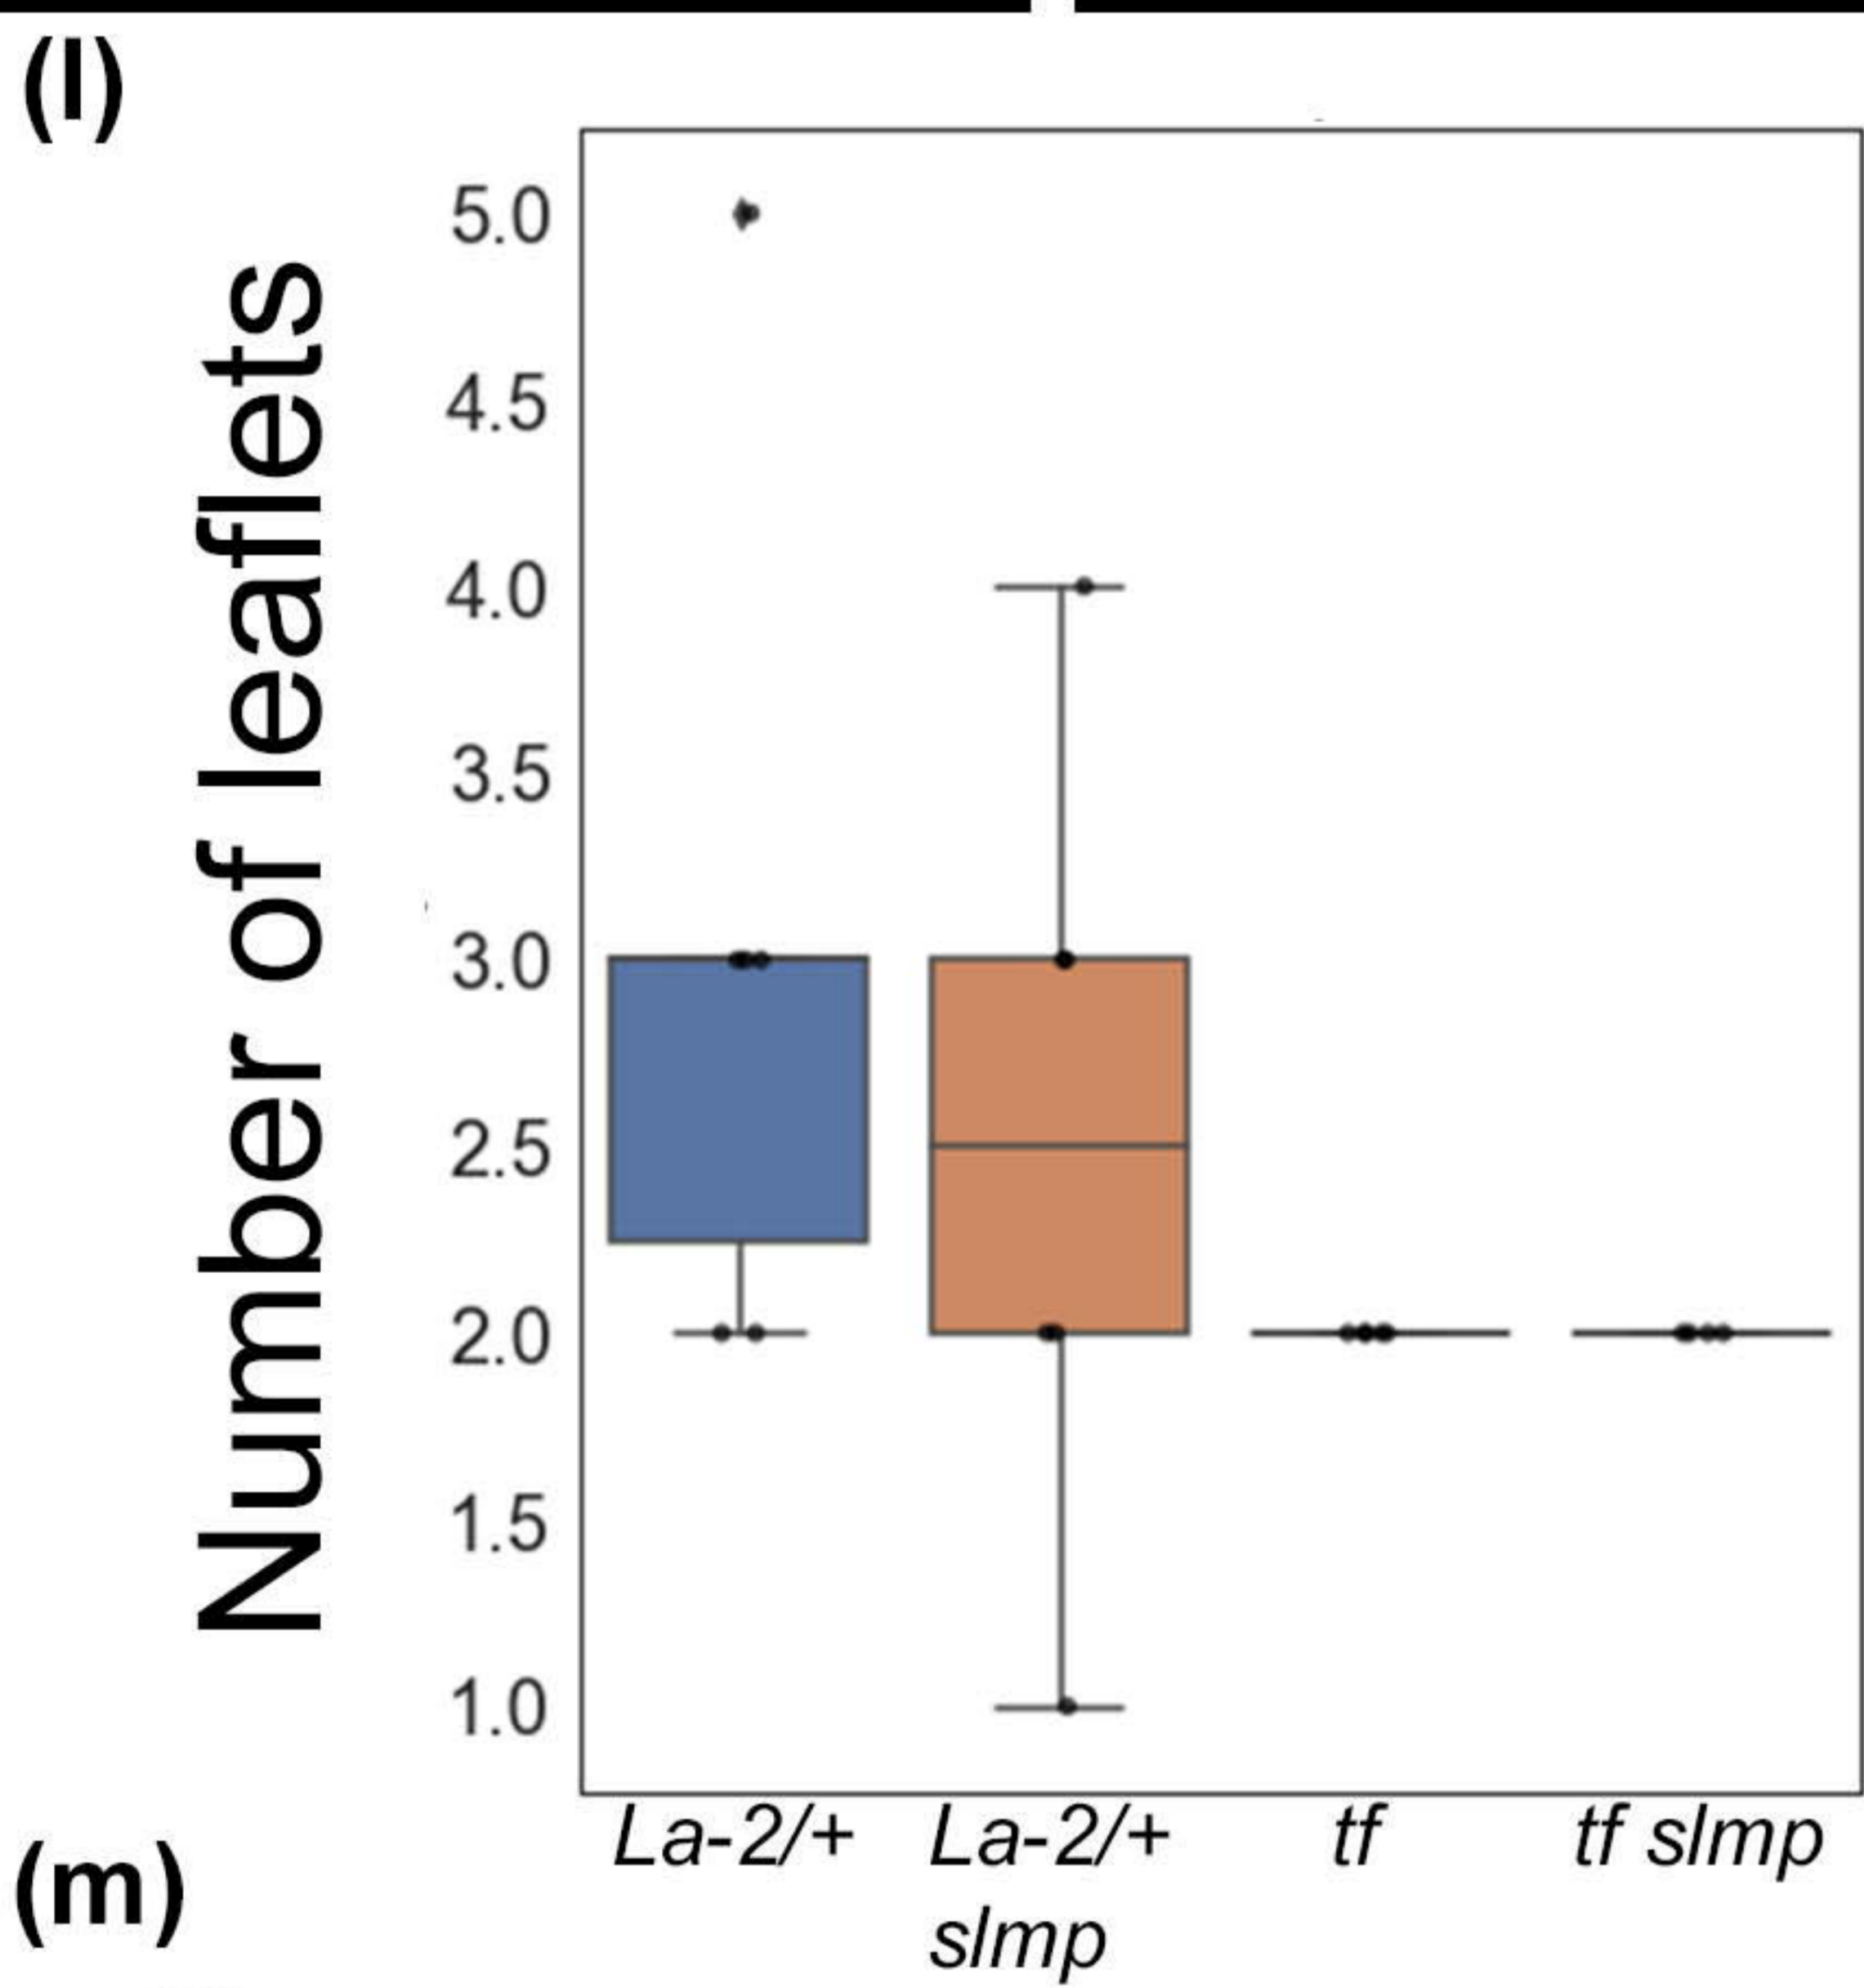 (l)
Number of leaflets
5.0
4.5
4.0
3.5
3.0
2.5
2.0
1.5
1.0
La-2/+ La-2/+ tf tf slmp
slmp
(m)